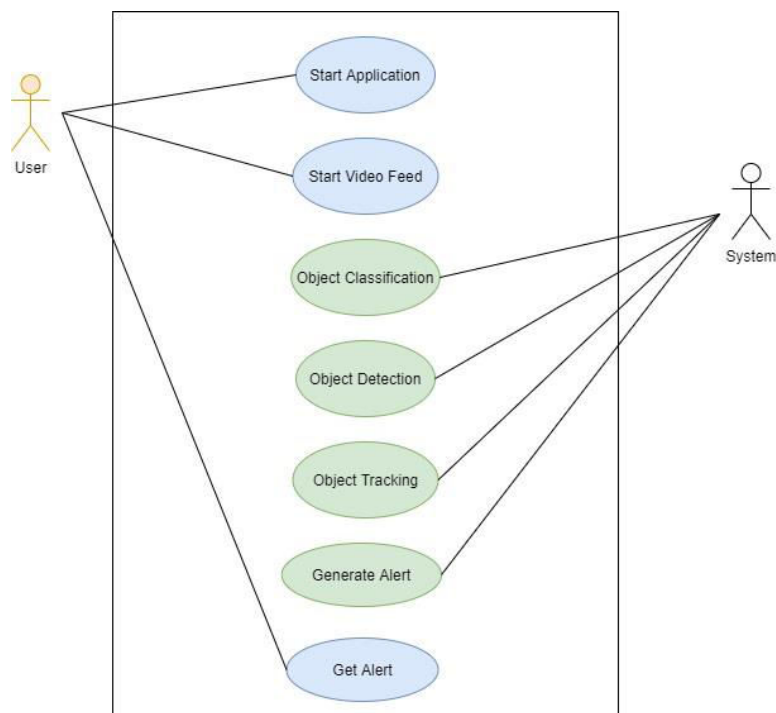 Start Application
User
Start Video Feed
System
Object Classification
Object Detection
Object Tracking
Generate Alert
Get Alert